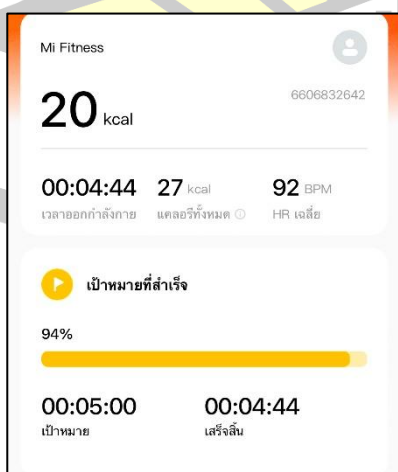 Mi Fitness
20 kcal
6606832642
00:04:44 27 kcal 92 BPM
เวลาออกกำลังกาย แคลอรีทั้งหมด HR เฉลี่ย
เป้าหมายที่สำเร็จ
94%
00:05:00 00:04:44
เป้าหมาย เสร็จสิ้น